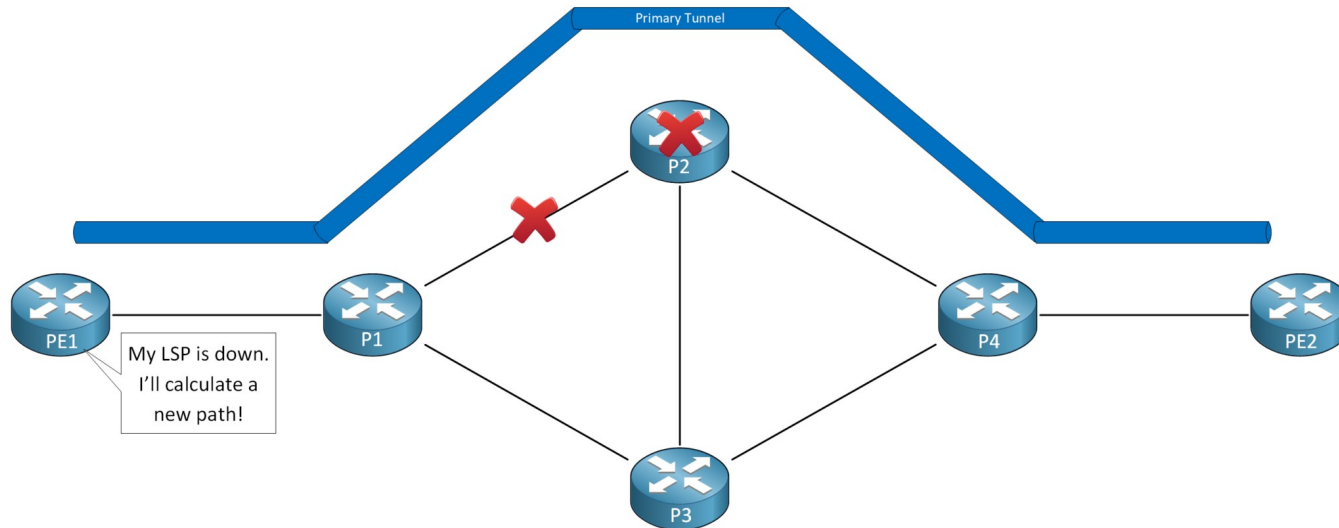 Primary Tunnel
P2
PE1
P1
P4
PE2
My LSP is down.
I'll calculate a
new path!
P3